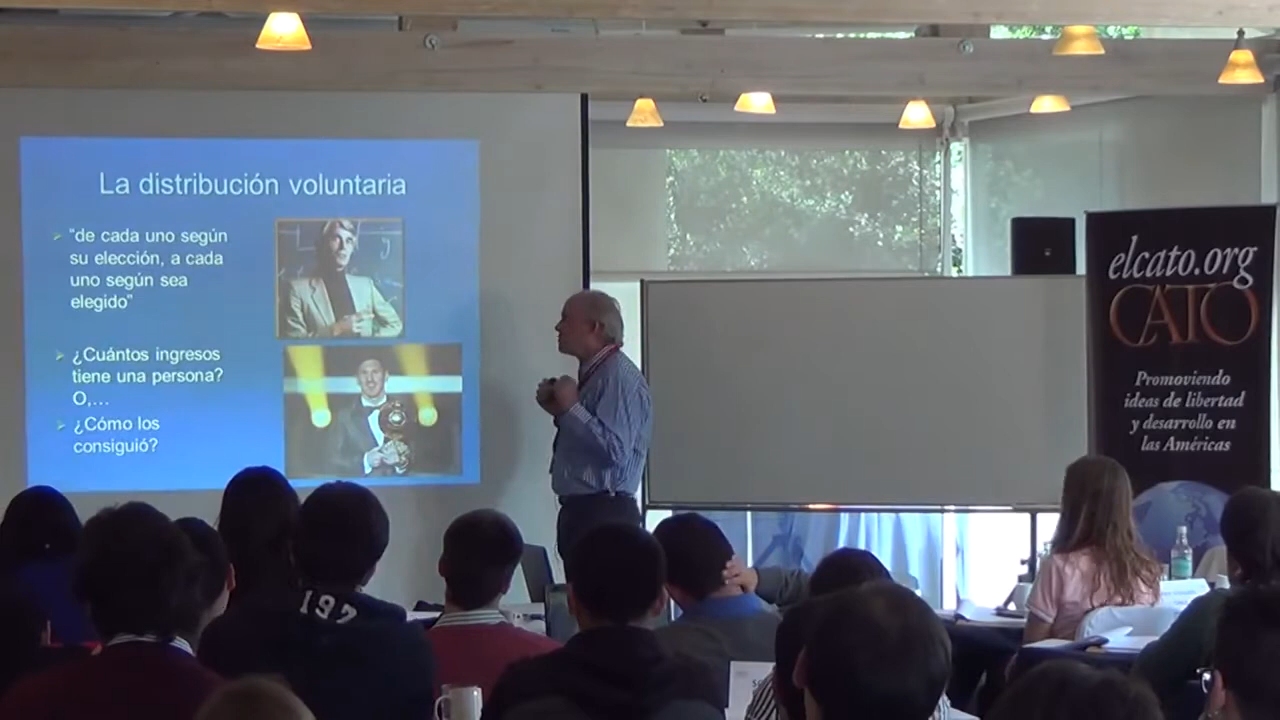 La distribución voluntaria
"de cada uno según
su elección, a cada
uno según sea
elegido"
¿Cuántos ingresos
tiene una persona?
O,...
¿Cómo los
consiguió?
elcato.org
CATO
Promoviendo
ideas de libertad
y desarrollo en
las Américas
197